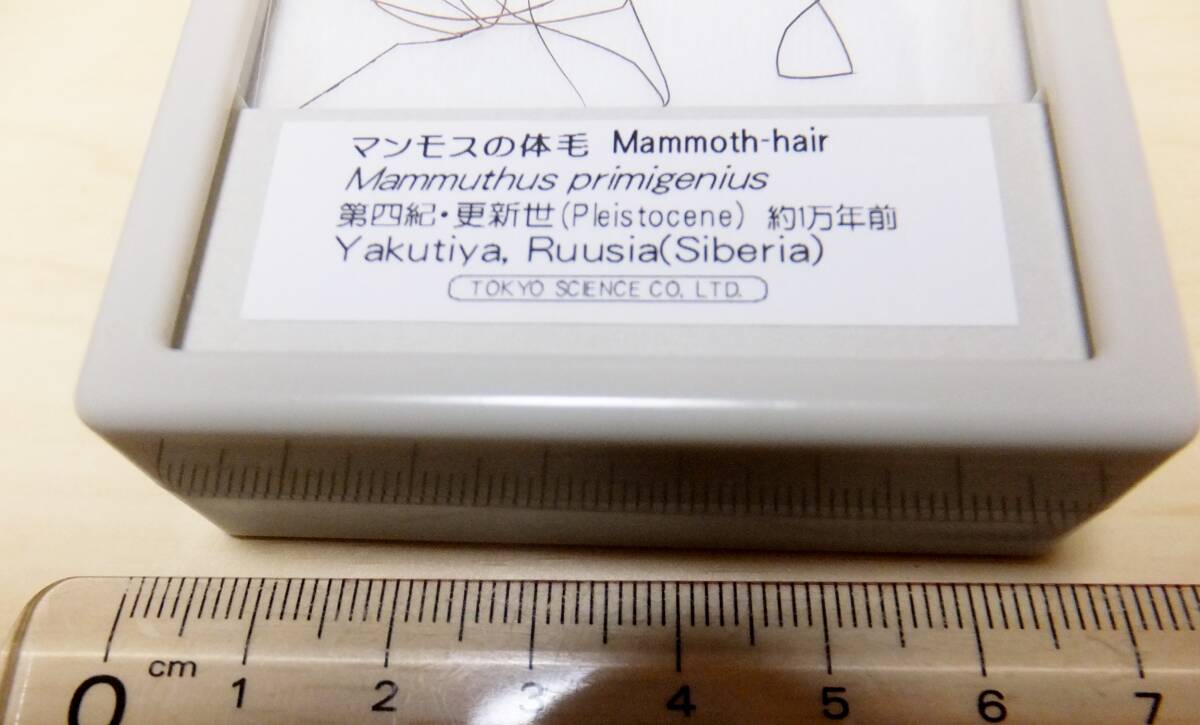 マンモスの体毛 Mammoth-hair
Mammuthus primigenius
第四紀・更新世(Pleistocene) 約1万年前
Yakutiya, Ruusia(Siberia)
TOKYO SCIENCE CO., LTD.
0 cm 1 2 3 4 5 6 7